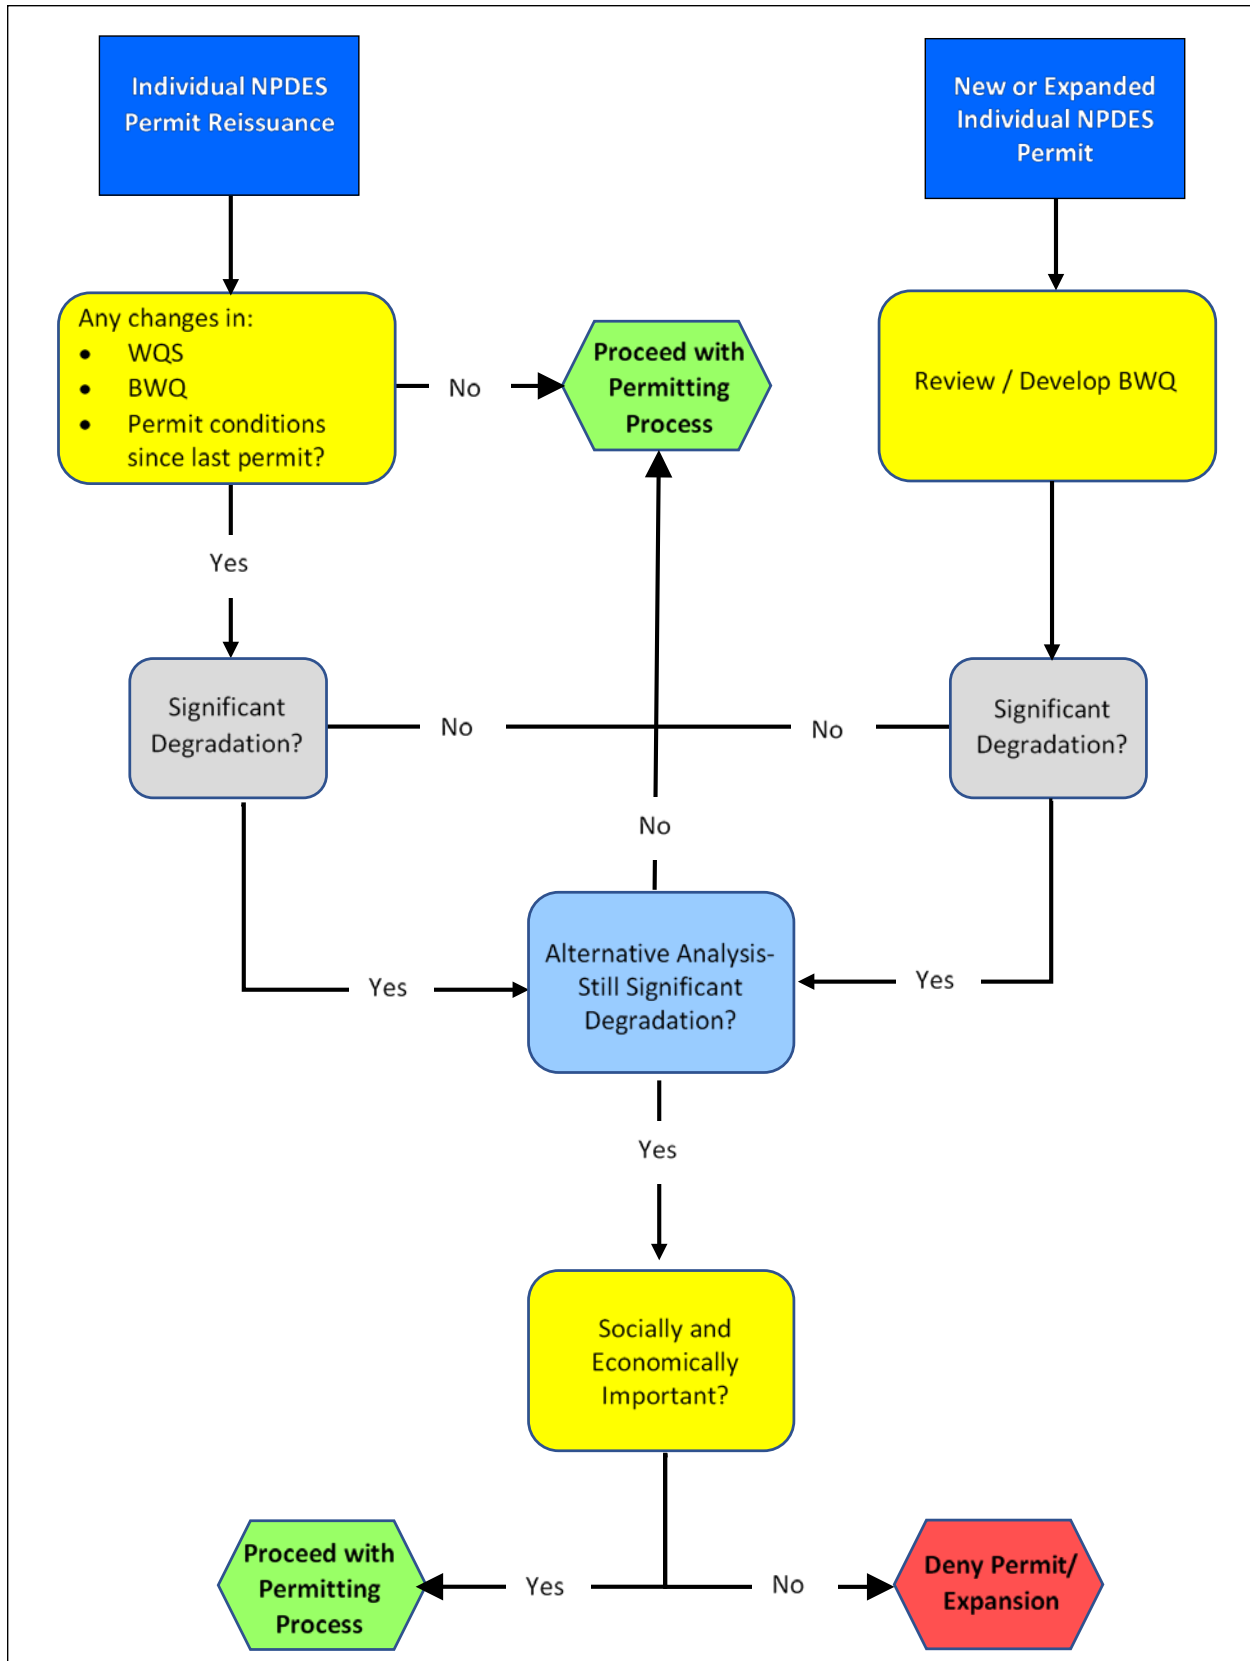 Individual NPDES
Permit Reissuance
New or Expanded
Individual NPDES
Permit
Any changes in:
• WQS
• BWQ
• Permit conditions
since last permit?
No
Proceed with
Permitting
Process
Review / Develop BWQ
Yes
Significant
Degradation?
No
No
Significant
Degradation?
No
Alternative Analysis-
Still Significant
Degradation?
Yes
Yes
Yes
Socially and
Economically
Important?
Proceed with
Permitting
Process
Yes
No
Deny Permit/
Expansion